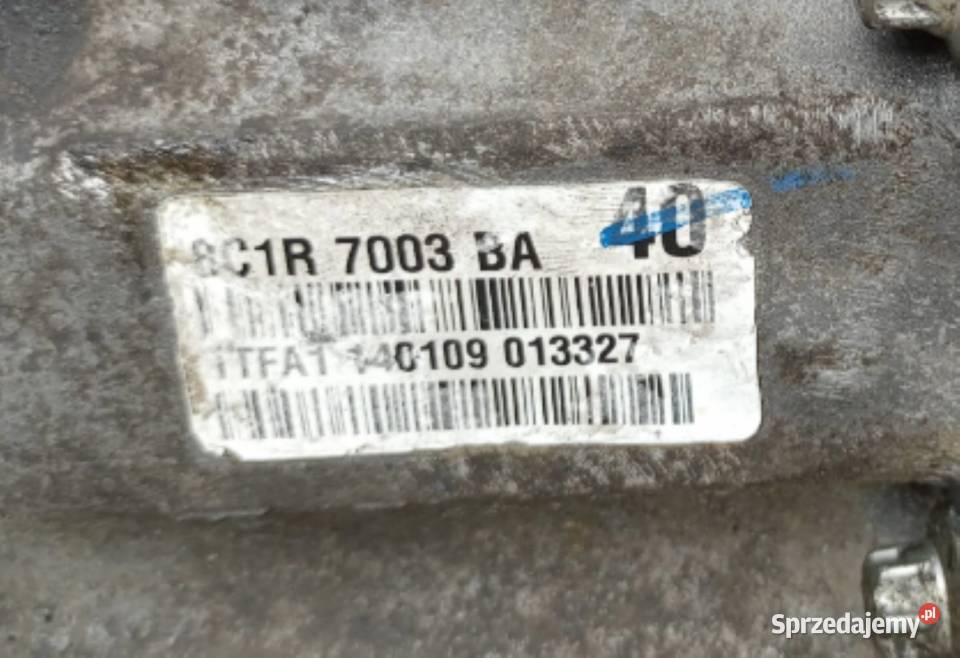 8C1R 7003 BA 40
TTFA1 140109 013327
Sprzedajemy.pl